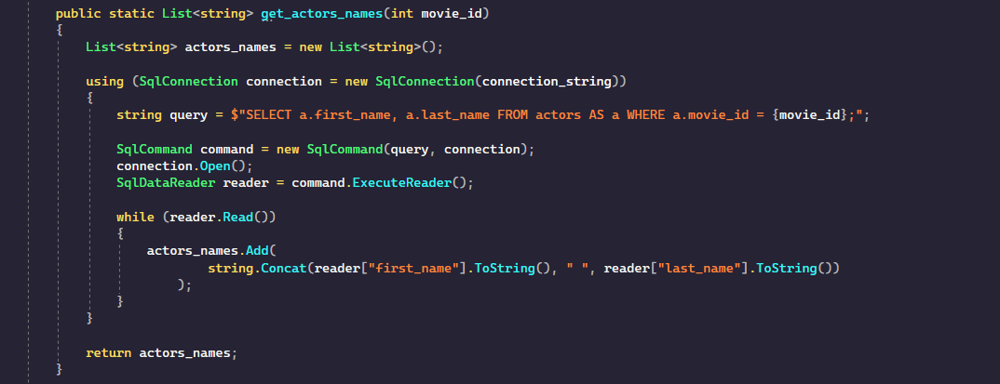 public static List<string> get_actors_names(int movie_id)
{
List<string> actors_names = new List<string>();
using (SqlConnection connection = new SqlConnection(connection_string))
{
string query = $"SELECT a.first_name, a.last_name FROM actors AS a WHERE a.movie_id = {movie_id};";
SqlCommand command = new SqlCommand(query, connection);
connection.Open();
SqlDataReader reader = command.ExecuteReader();
while (reader.Read())
{
actors_names.Add(
string.Concat(reader["first_name"].ToString(), " ", reader["last_name"].ToString())
);
}
}
return actors_names;
}